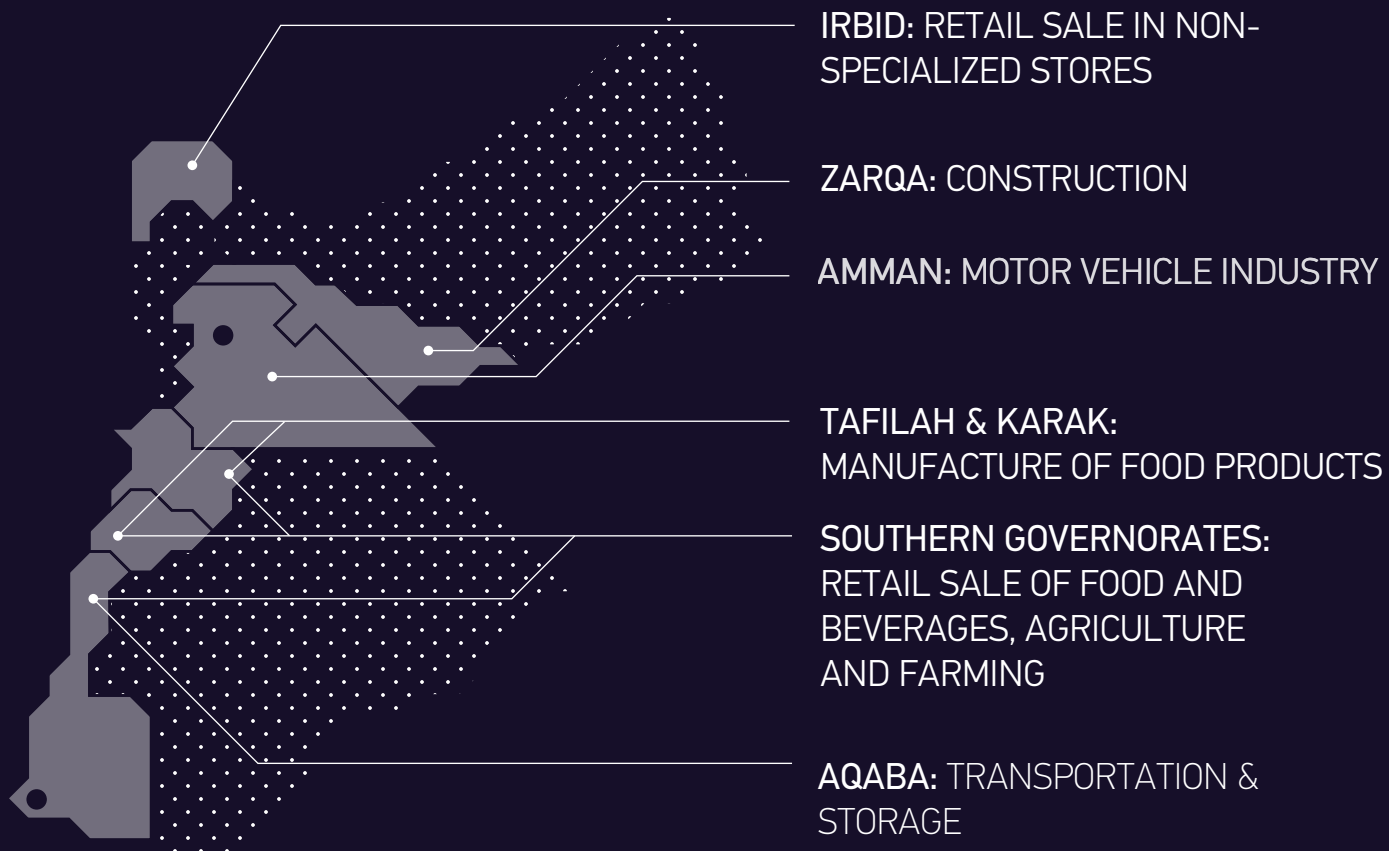 IRBID: RETAIL SALE IN NON-
SPECIALIZED STORES
ZARQA: CONSTRUCTION
AMMAN: MOTOR VEHICLE INDUSTRY
TAFILAH & KARAK:
MANUFACTURE OF FOOD PRODUCTS
SOUTHERN GOVERNORATES:
RETAIL SALE OF FOOD AND
BEVERAGES, AGRICULTURE
AND FARMING
AQABA: TRANSPORTATION &
STORAGE